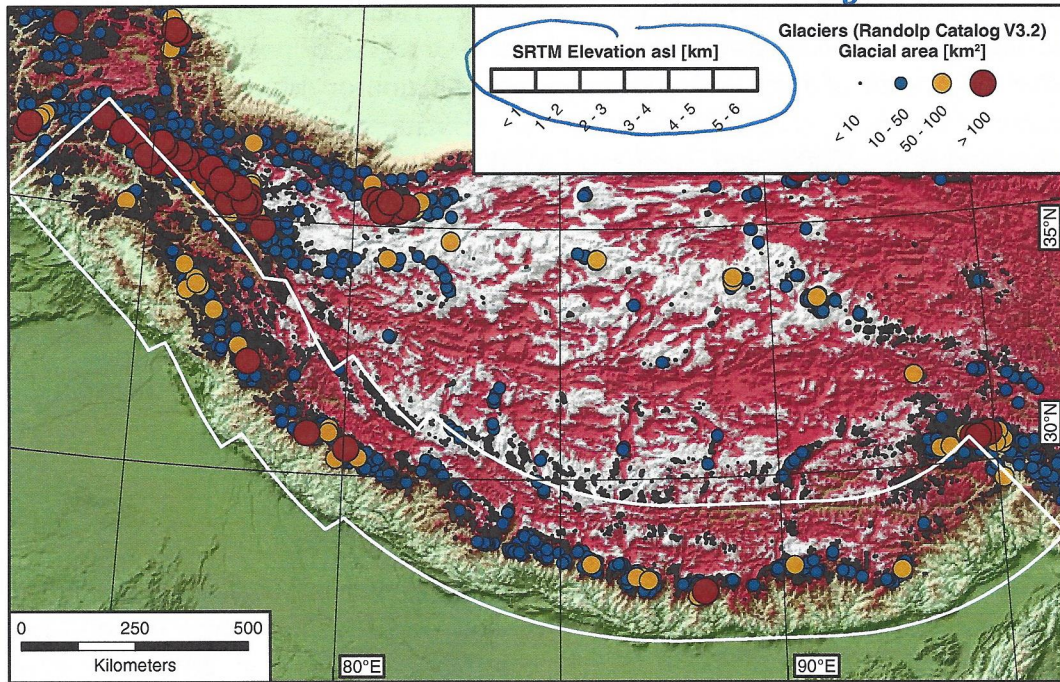 SRTM Elevation asl [km]
< 1
1 - 2
2 - 3
3 - 4
4 - 5
5 - 6
Glaciers (Randolp Catalog V3.2)
Glacial area [km²]
< 10
10 - 50
50 - 100
> 100
35°N
30°N
0 250 500
Kilometers
80°E
90°E